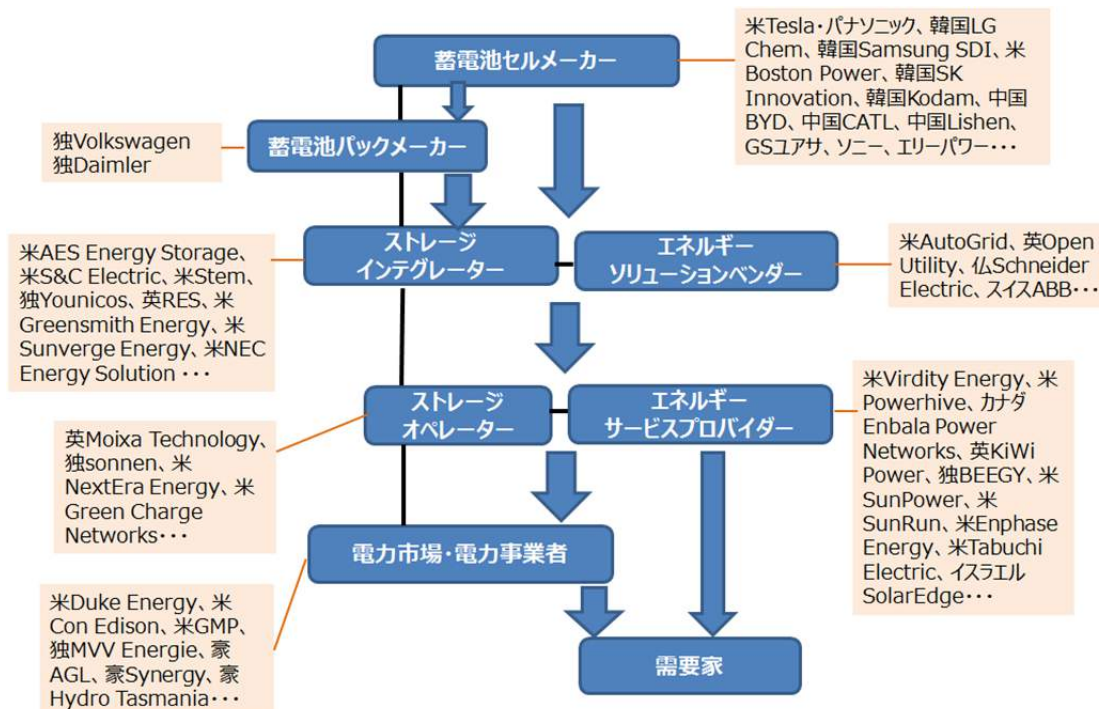 蓄電池セルメーカー
米Tesla・パナソニック、韓国LG
Chem、韓国Samsung SDI、米
Boston Power、韓国SK
Innovation、韓国Kodam、中国
BYD、中国CATL、中国Lishen、
GSユアサ、ソニー、エリーパワー・・・
独Volkswagen
独Daimler
蓄電池パックメーカー
米AES Energy Storage、
米S&C Electric、米Stem、
独Younicos、英RES、米
Greensmith Energy、米
Sunverge Energy、米NEC
Energy Solution ・・・
ストレージ
インテグレーター
エネルギー
ソリューションベンダー
米AutoGrid、英Open
Utility、仏Schneider
Electric、スイスABB・・・
ストレージ
オペレーター
エネルギー
サービスプロバイダー
英Moixa Technology、
独sonnen、米
NextEra Energy、米
Green Charge
Networks・・・
米Virdity Energy、米
Powerhive、カナダ
Enbala Power
Networks、英KiWi
Power、独BEEGY、米
SunPower、米
SunRun、米Enphase
Energy、米Tabuchi
Electric、イスラエル
SolarEdge・・・
電力市場・電力事業者
米Duke Energy、米
Con Edison、米GMP、
独MVV Energie、豪
AGL、豪Synergy、豪
Hydro Tasmania・・・
需要家